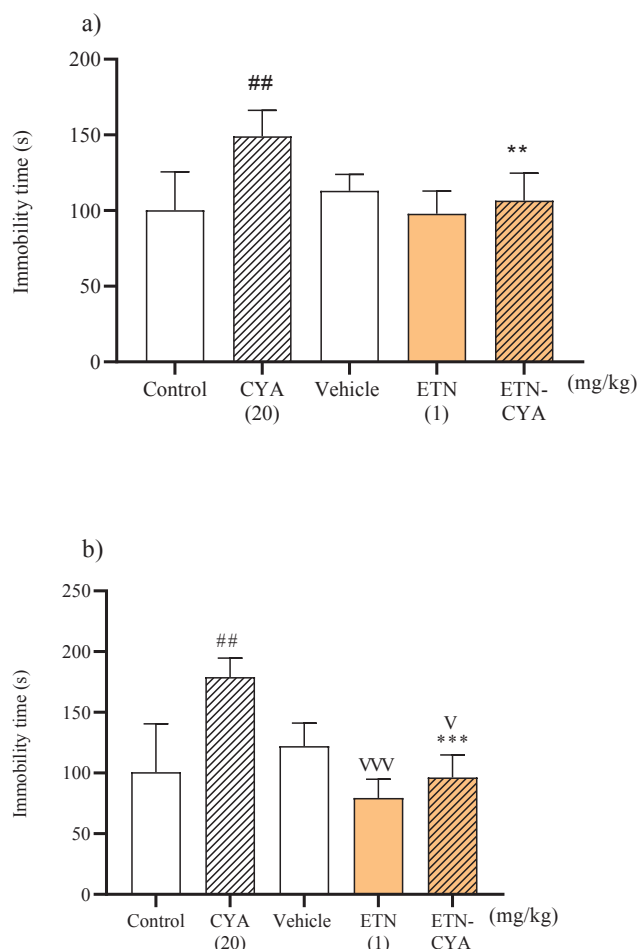 a)
200
150
100
50
0
Immobility time (s)
##
**
Control CYA Vehicle ETN ETN- (mg/kg)
(20) (1) CYA
b)
250
200
150
100
50
0
Immobility time (s)
##
VVV
V
***
Control CYA Vehicle ETN ETN- (mg/kg)
(20) (1) CYA